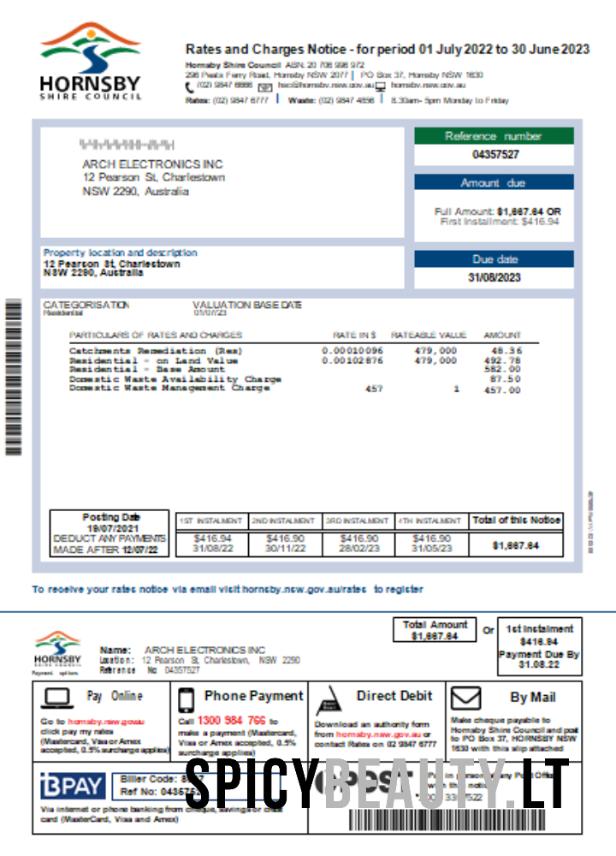 HORNSBY
SHIRE COUNCIL
Rates and Charges Notice - for period 01 July 2022 to 30 June 2023
Hornsby Shire Council ABN: 20 706 996 972
296 Peats Ferry Road, Hornsby NSW 2077 | PO Box 37, Hornsby NSW 1630
(02) 9847 6666 hsc@hornsby.nsw.gov.au hornsby.nsw.gov.au
Rates: (02) 9847 6777 | Waste: (02) 9847 4856 | 8.30am- 5pm Monday to Friday
Reference number
04357527
ARCH ELECTRONICS INC
12 Pearson St, Charlestown
NSW 2290, Australia
Amount due
Full Amount: $1,667.64 OR
First Installment: $416.94
Property location and description
12 Pearson St, Charlestown
NSW 2290, Australia
Due date
31/08/2023
CATEGORISATION VALUATION BASE DATE
Residential 01/07/23
PARTICULARS OF RATES AND CHARGES RATE IN $ RATEABLE VALUE AMOUNT
Catchments Remediation (Res) 0.00010096 479,000 48.36
Residential - on Land Value 0.00102876 479,000 492.78
Residential - Base Amount 582.00
Domestic Waste Availability Charge 87.50
Domestic Waste Management Charge 457 1 457.00
Posting Date
19/07/2021
DEDUCT ANY PAYMENTS
MADE AFTER 12/07/22
1ST INSTALMENT 2ND INSTALMENT 3RD INSTALMENT 4TH INSTALMENT Total of this Notice
$416.94 $416.90 $416.90 $416.90
31/08/22 30/11/22 28/02/23 31/05/23
$1,667.64
To receive your rates notice via email visit hornsby.nsw.gov.au/rates to register
HORNSBY
SHIRE COUNCIL
Payment options
Name: ARCH ELECTRONICS INC
Location: 12 Pearson St, Charlestown, NSW 2290
Reference No 04357527
Total Amount
$1,667.64
Or
1st Instalment
$416.94
Payment Due By
31.08.22
Pay Online
Go to hornsby.nsw.gov.au
click pay my rates
(Mastercard, Visa or Amex
accepted, 0.5% surcharge applies)
Phone Payment
Call 1300 984 766 to
make a payment (Mastercard,
Visa or Amex accepted, 0.5%
surcharge applies)
Direct Debit
Download an authority form
from hornsby.nsw.gov.au or
contact Rates on 02 9847 6777
By Mail
Make cheque payable to
Hornsby Shire Council and post
to PO Box 37, HORNSBY NSW
1630 with this slip attached
BPAY
Biller Code:
Ref No:
Via internet or phone banking from cheque, savings or credit
card (MasterCard, Visa and Amex)
Pay in person at any Post Office
with this notice
SPICYBEAUTY.LT